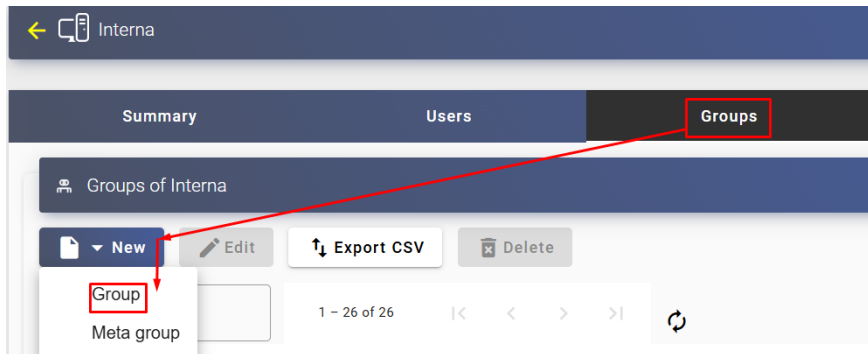 Interna
Summary Users Groups
Groups of Interna
New Edit Export CSV Delete
Group
1 – 26 of 26
Meta group